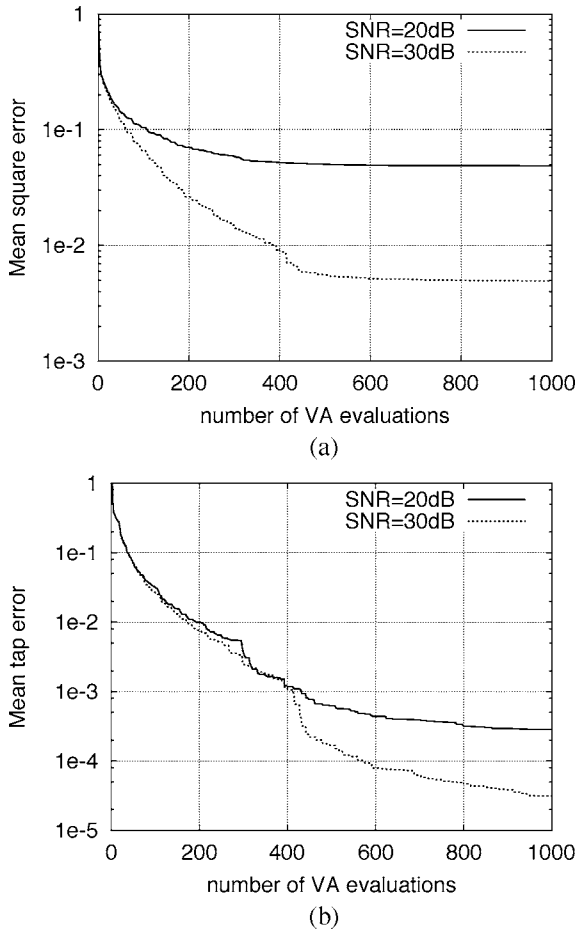 1
1e-1
1e-2
1e-3
Mean square error
SNR=20dB
SNR=30dB
0 200 400 600 800 1000
number of VA evaluations
(a)
1
1e-1
1e-2
1e-3
1e-4
1e-5
Mean tap error
SNR=20dB
SNR=30dB
0 200 400 600 800 1000
number of VA evaluations
(b)